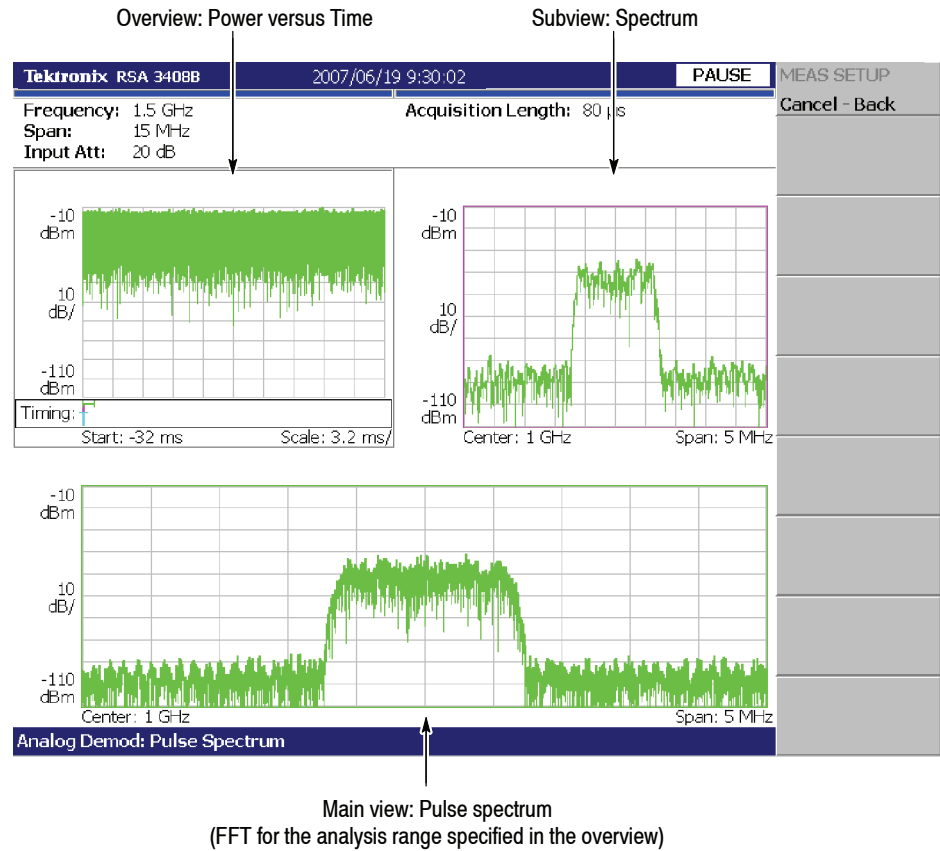 Overview: Power versus Time
Subview: Spectrum
Tektronix RSA 3408B
2007/06/19 9:30:02
PAUSE
MEAS SETUP
Frequency: 1.5 GHz
Acquisition Length: 80 µs
Cancel - Back
Span: 15 MHz
Input Att: 20 dB
-10
dBm
10
dB/
-110
dBm
Timing:
Start: -32 ms
Scale: 3.2 ms/
-10
dBm
10
dB/
-110
dBm
Center: 1 GHz
Span: 5 MHz
-10
dBm
10
dB/
-110
dBm
Center: 1 GHz
Span: 5 MHz
Analog Demod: Pulse Spectrum
Main view: Pulse spectrum
(FFT for the analysis range specified in the overview)